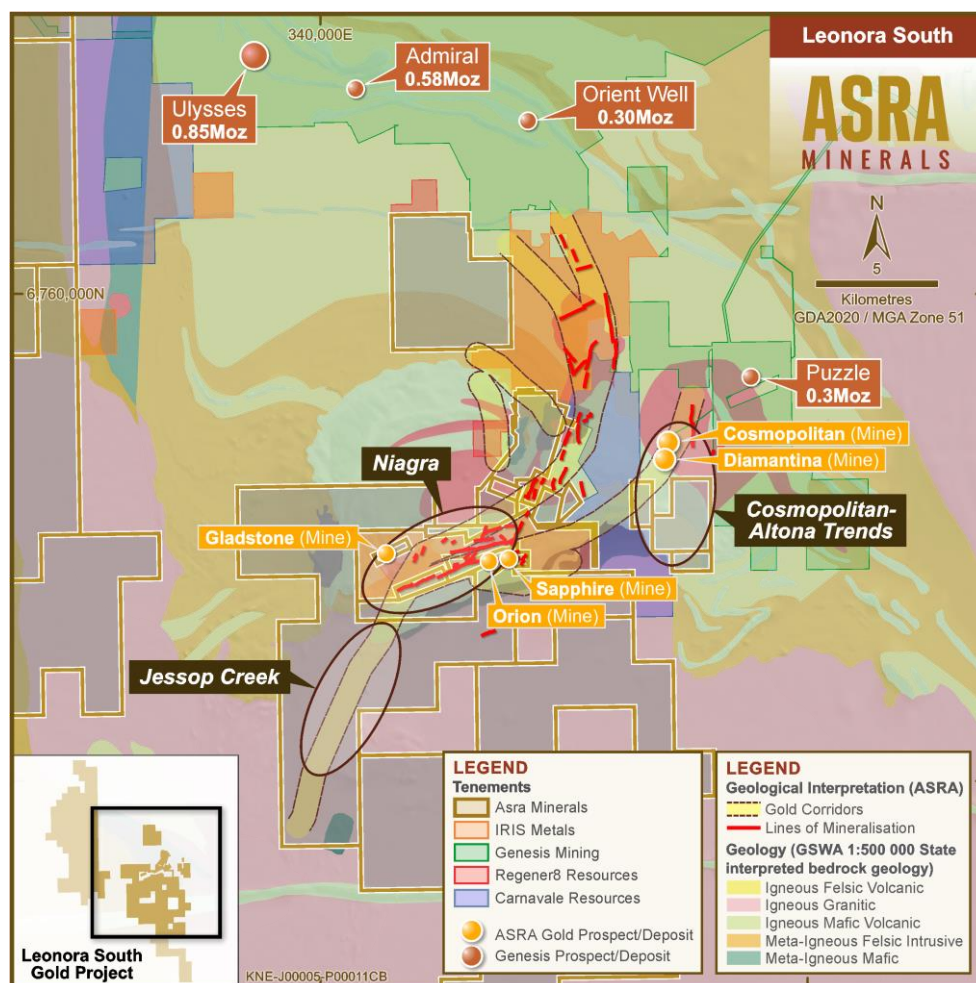 Leonora South
ASRA
MINERALS
340,000E
Ulysses
0.85Moz
Admiral
0.58Moz
Orient Well
0.30Moz
N
5
Kilometres
GDA2020 / MGA Zone 51
6,760,000N
Puzzle
0.3Moz
Cosmopolitan (Mine)
Diamantina (Mine)
Niagra
Cosmopolitan-
Altona Trends
Gladstone (Mine)
Sapphire (Mine)
Orion (Mine)
Jessop Creek
Leonora South
Gold Project
KNE-J00005-P00011CB
LEGEND
Tenements
Asra Minerals
IRIS Metals
Genesis Mining
Regener8 Resources
Carnavale Resources
ASRA Gold Prospect/Deposit
Genesis Prospect/Deposit
LEGEND
Geological Interpretation (ASRA)
Gold Corridors
Lines of Mineralisation
Geology (GSWA 1:500 000 State
interpreted bedrock geology)
Igneous Felsic Volcanic
Igneous Granitic
Igneous Mafic Volcanic
Meta-Igneous Felsic Intrusive
Meta-Igneous Mafic